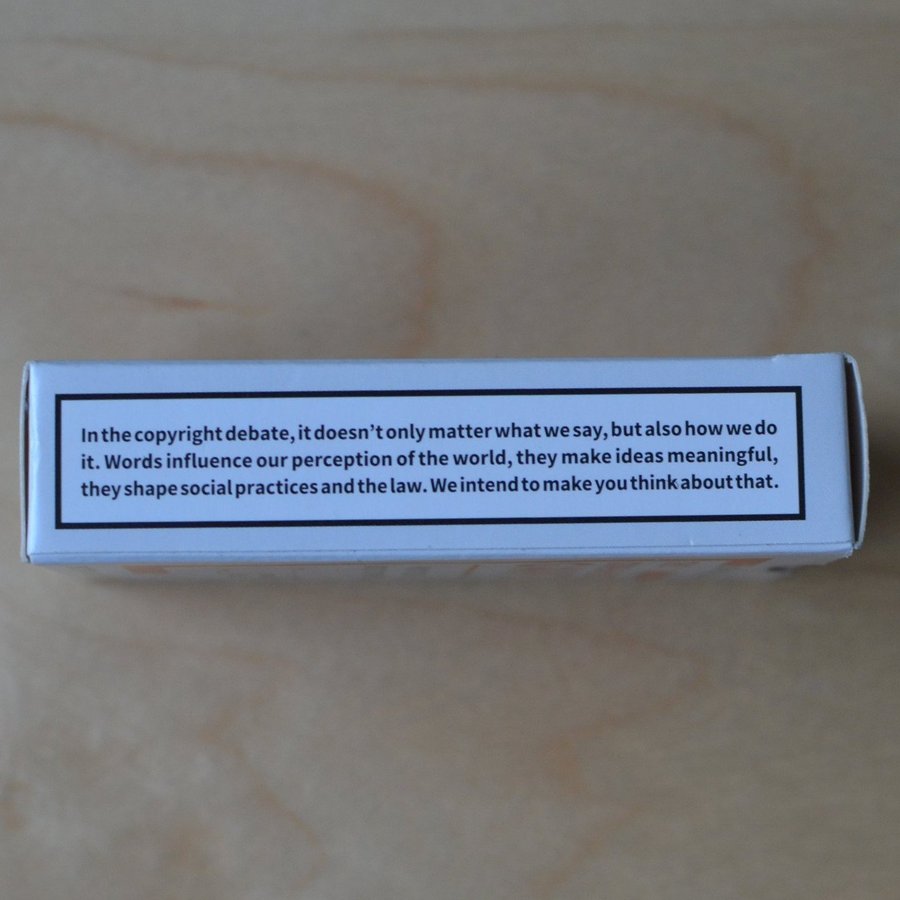 In the copyright debate, it doesn’t only matter what we say, but also how we do
it. Words influence our perception of the world, they make ideas meaningful,
they shape social practices and the law. We intend to make you think about that.